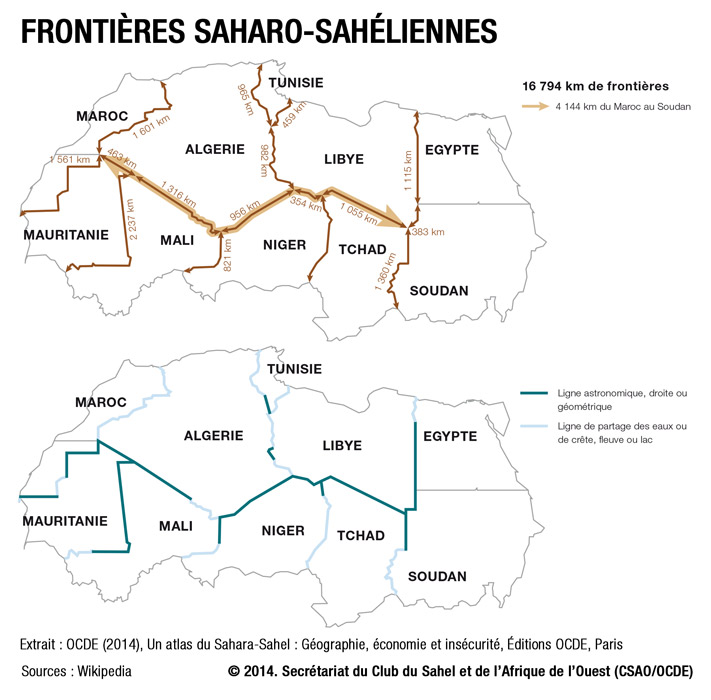 FRONTIÈRES SAHARO-SAHÉLIENNES
TUNISIE
16 794 km de frontières
4 144 km du Maroc au Soudan
965 km
459 km
MAROC
1 601 km
ALGERIE
982 km
LIBYE
EGYPTE
1 115 km
1 561 km
463 km
1 316 km
956 km
354 km
1 055 km
383 km
2 237 km
MAURITANIE
MALI
821 km
NIGER
TCHAD
1 360 km
SOUDAN
TUNISIE
MAROC
Ligne astronomique, droite ou
géométrique
Ligne de partage des eaux ou
de crête, fleuve ou lac
ALGERIE
LIBYE
EGYPTE
MAURITANIE
MALI
NIGER
TCHAD
SOUDAN
Extrait : OCDE (2014), Un atlas du Sahara-Sahel : Géographie, économie et insécurité, Éditions OCDE, Paris
Sources : Wikipedia
© 2014. Secrétariat du Club du Sahel et de l'Afrique de l'Ouest (CSAO/OCDE)